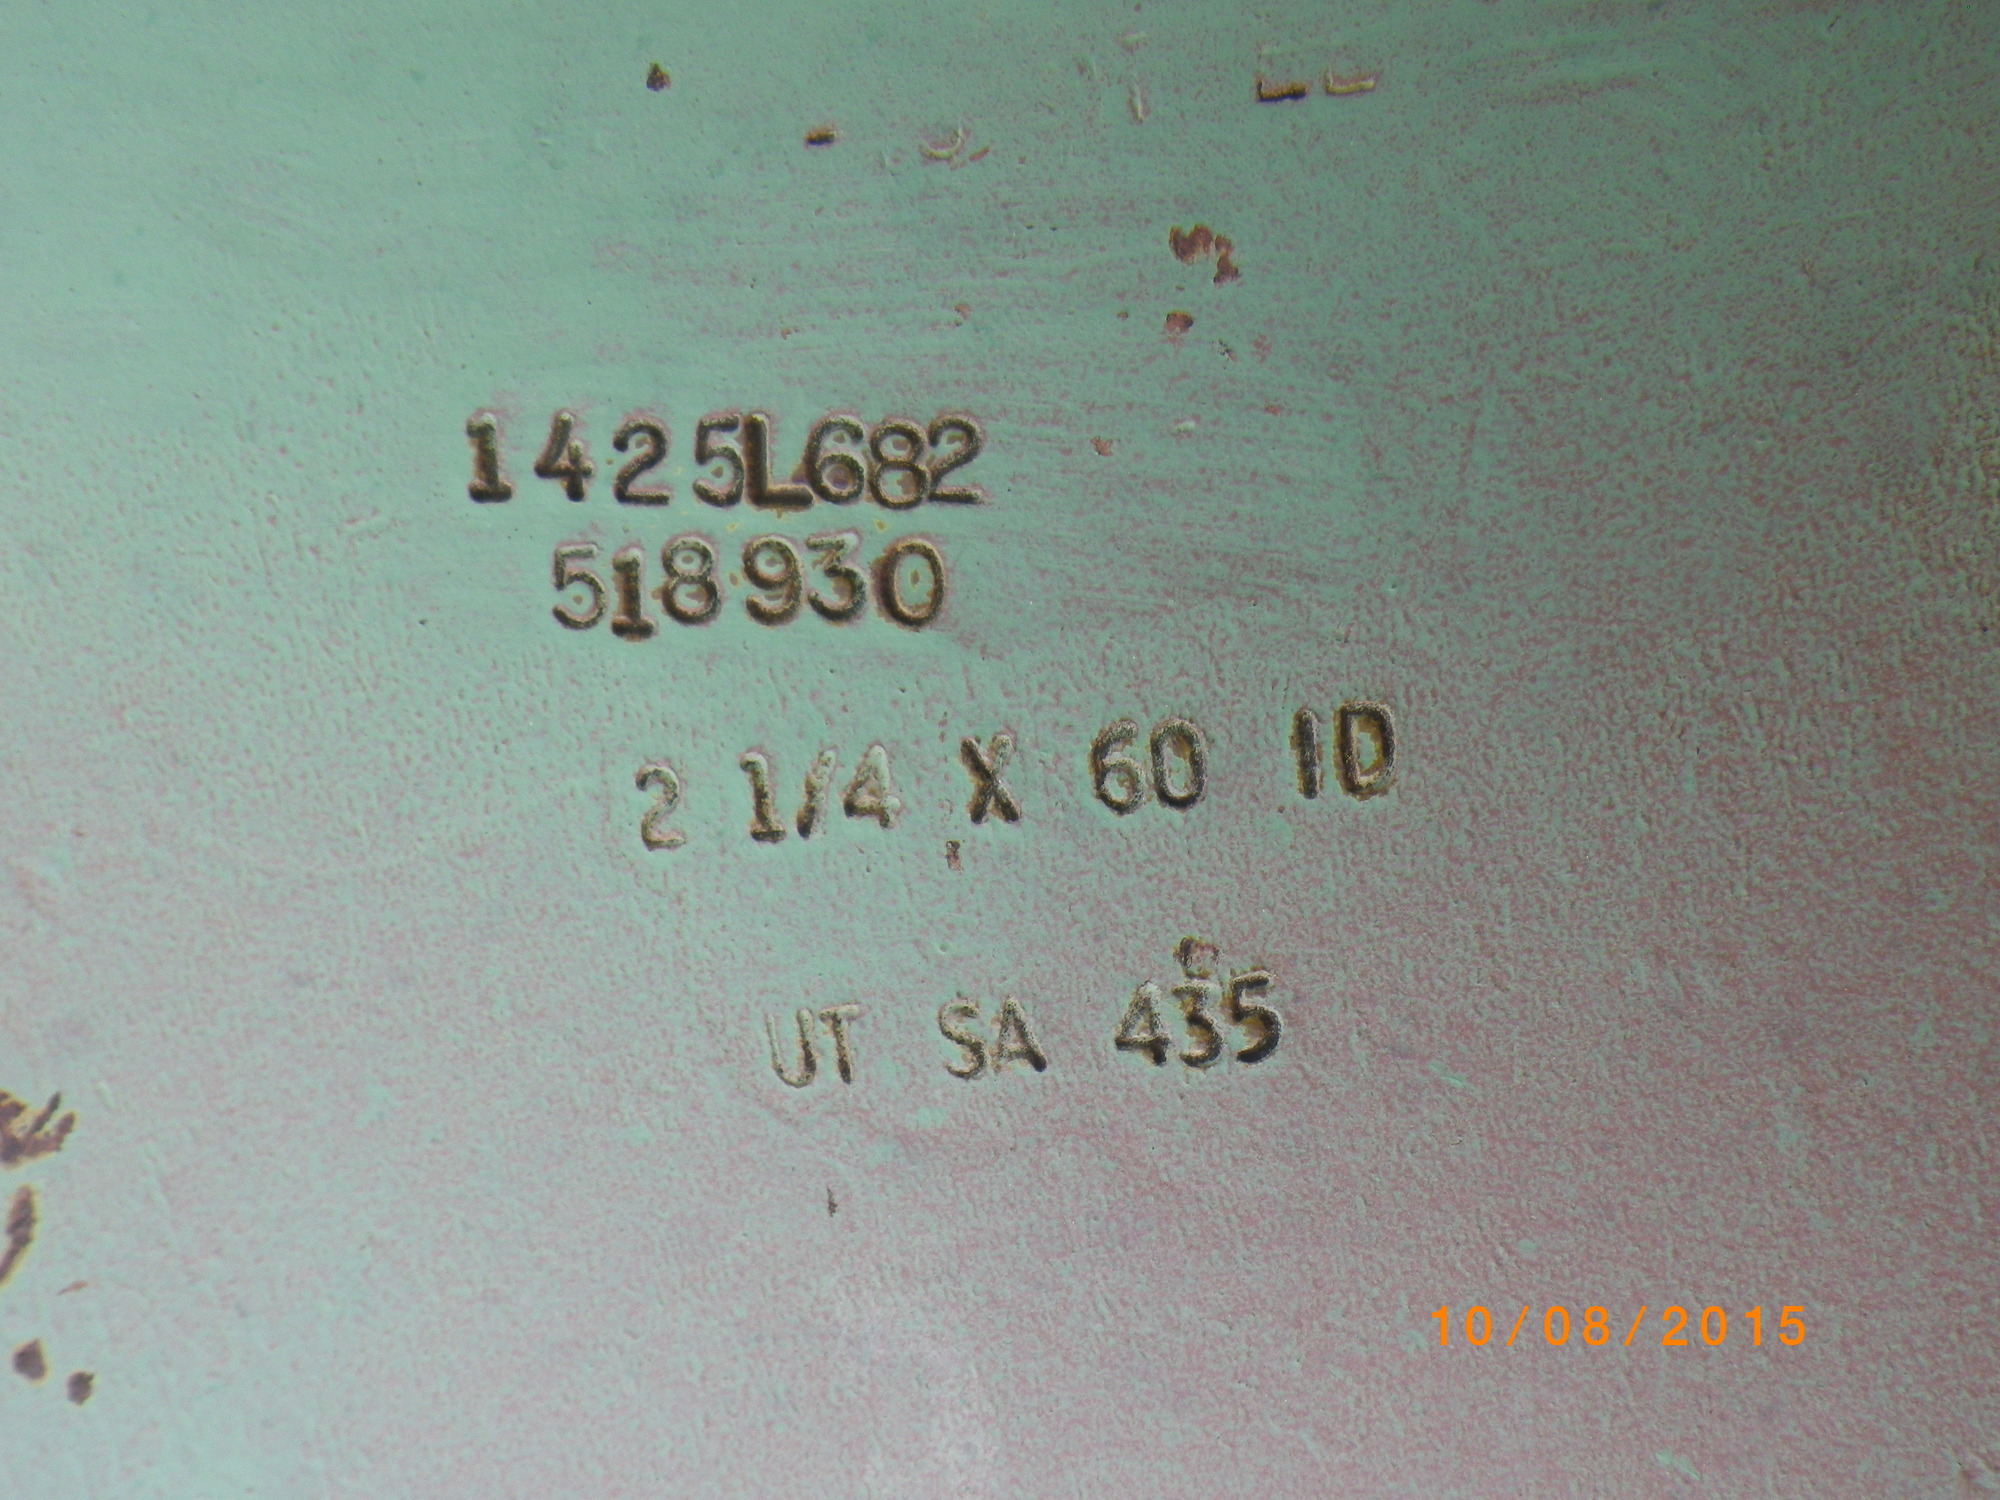 1425L682
518930
2 1/4 X 60 ID
UT SA 435
10/08/2015